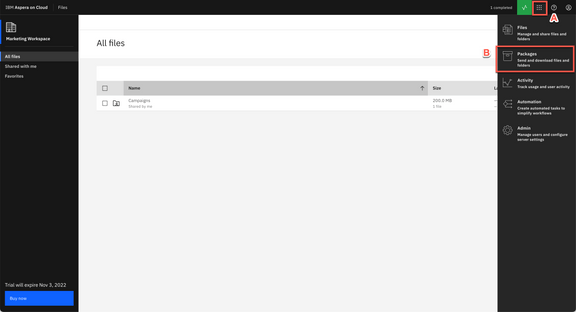 IBM Aspera on Cloud Files 1 completed
A
Marketing Workspace
All files
Shared with me
Favorites
All files
B
Name Size
Campaigns 200.0 MB
Shared by me 1 file
Files
Manage and share files and
folders
Packages
Send and download files and
folders
Activity
Track usage and user activity
Automation
Create automated tasks to
simplify workflows
Admin
Manage users and configure
server settings
Trial will expire Nov 3, 2022
Buy now